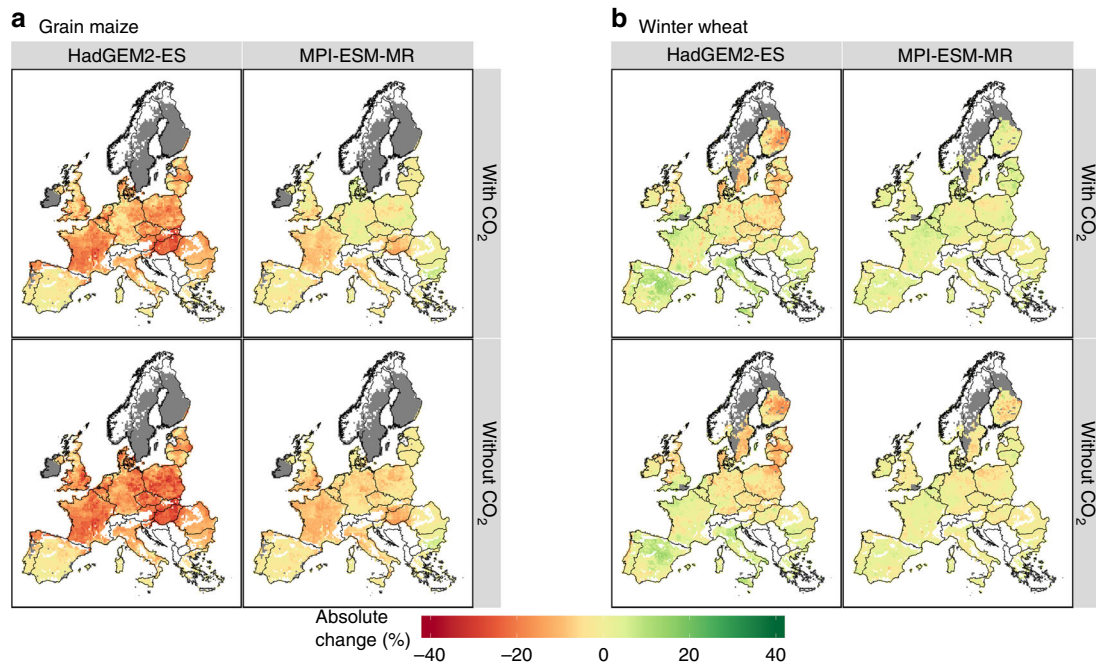 a Grain maize
HadGEM2-ES
MPI-ESM-MR
With CO2
Without CO2
b Winter wheat
HadGEM2-ES
MPI-ESM-MR
With CO2
Without CO2
Absolute
change (%)
−40 −20 0 20 40